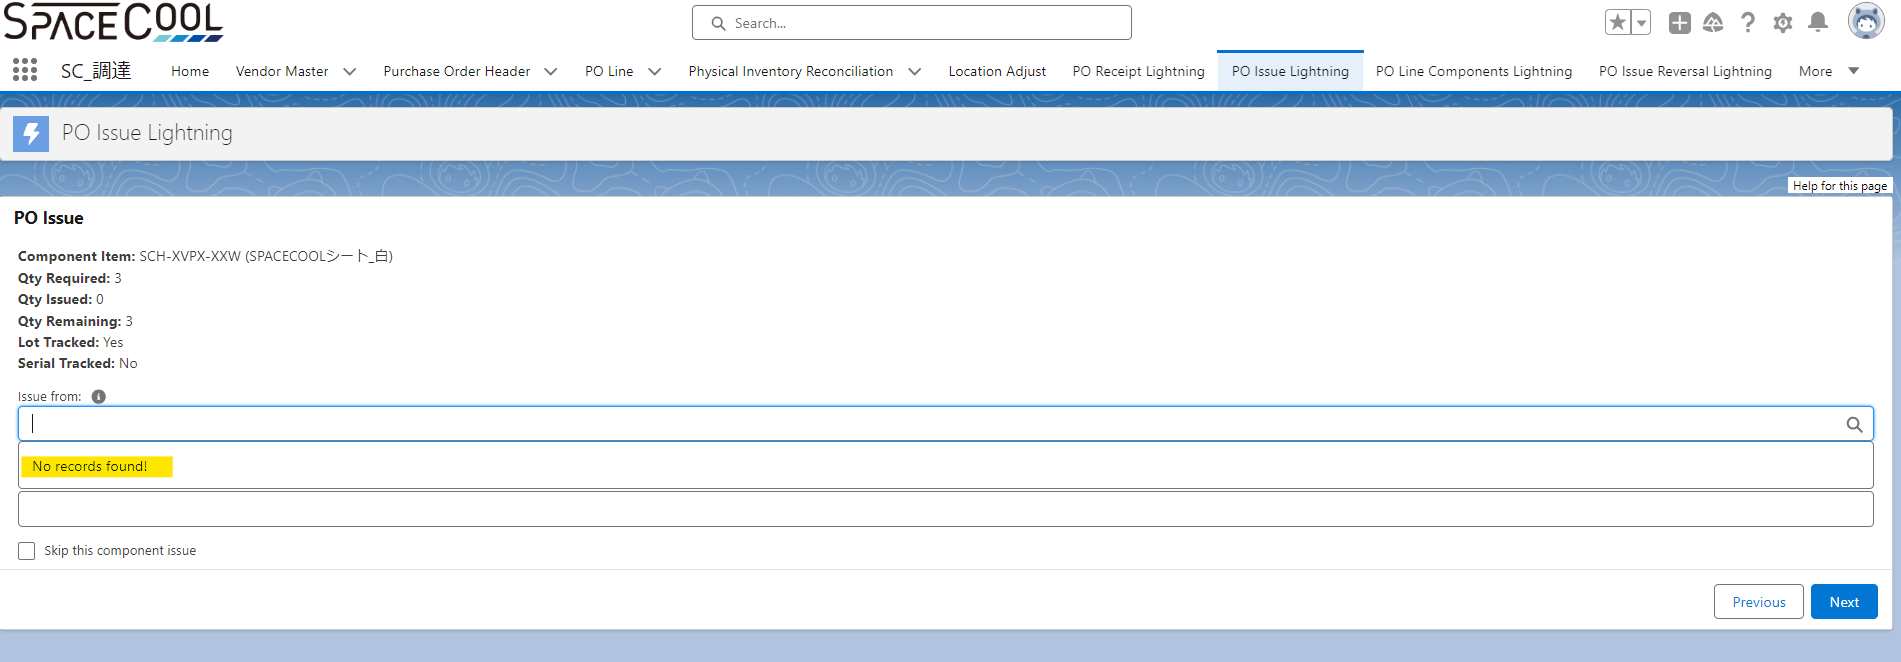 SPACECOOL
Search...
SC_調達
Home
Vendor Master
Purchase Order Header
PO Line
Physical Inventory Reconciliation
Location Adjust
PO Receipt Lightning
PO Issue Lightning
PO Line Components Lightning
PO Issue Reversal Lightning
More
PO Issue Lightning
Help for this page
PO Issue
Component Item: SCH-XVPX-XXW (SPACECOOLシート_白)
Qty Required: 3
Qty Issued: 0
Qty Remaining: 3
Lot Tracked: Yes
Serial Tracked: No
Issue from:
No records found!
Skip this component issue
Previous
Next